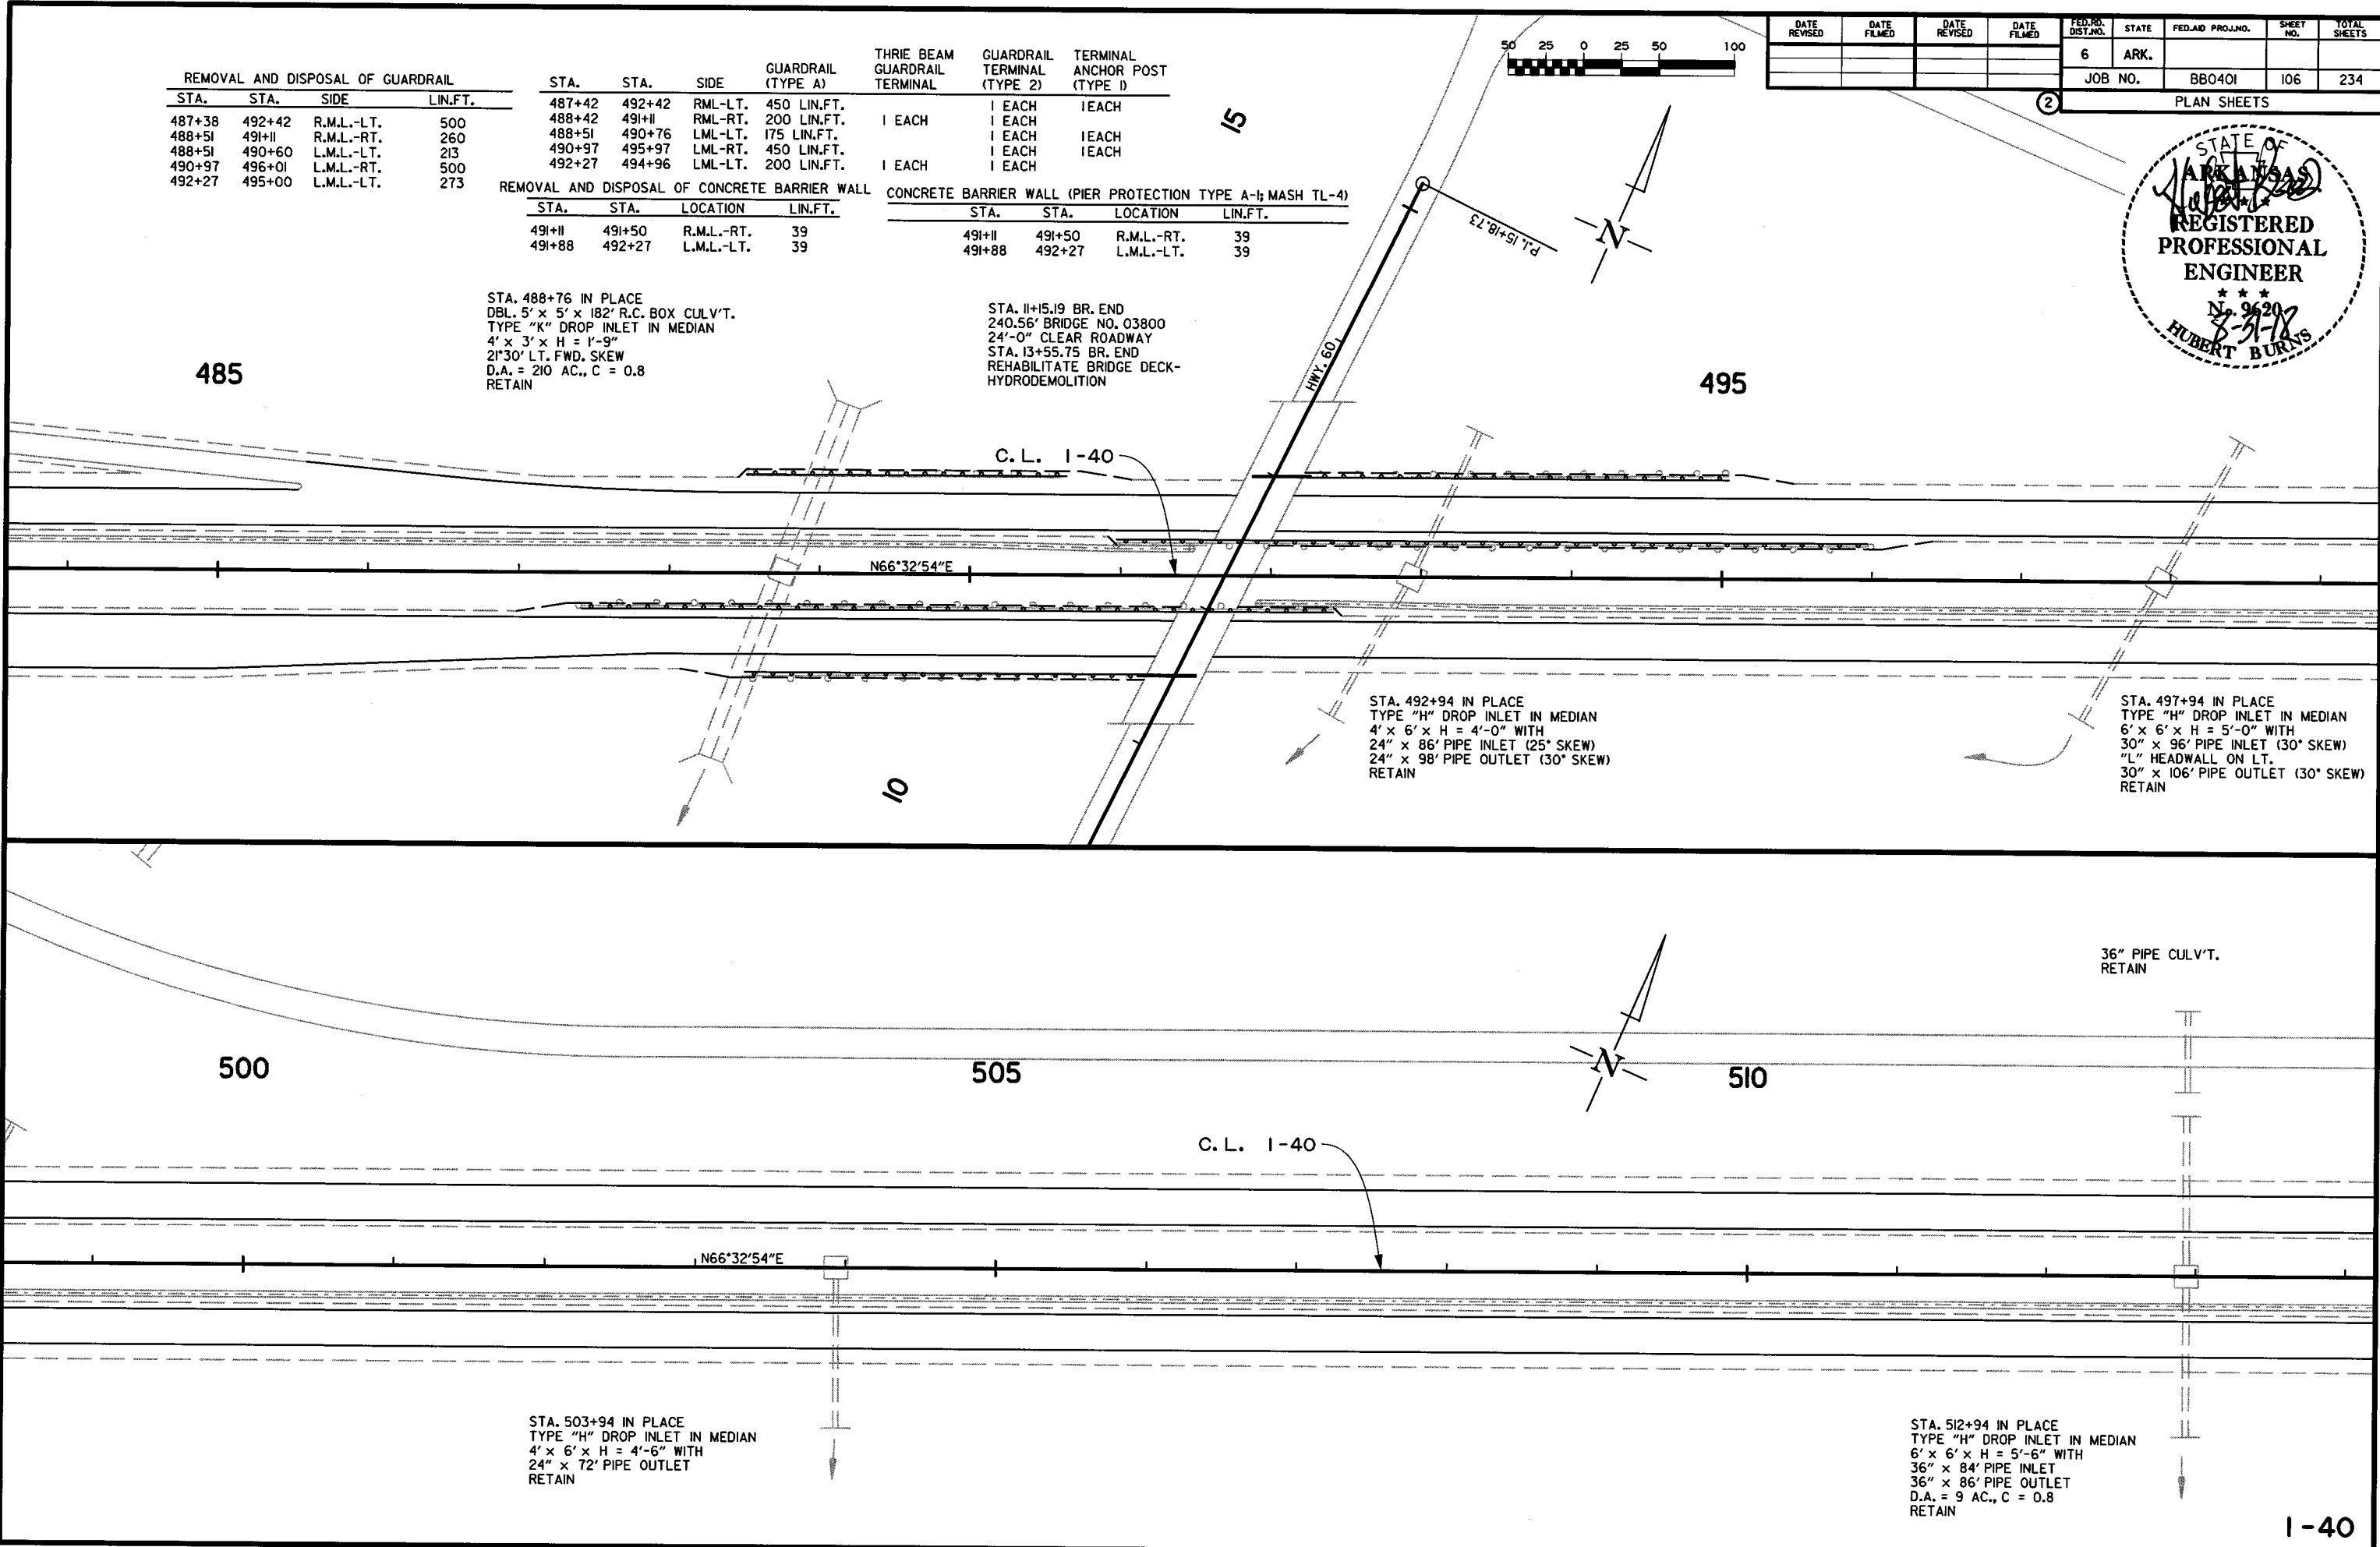 REMOVAL AND DISPOSAL OF GUARDRAIL
STA. STA. SIDE LIN.FT.
487+38 492+42 R.M.L.-LT. 500
488+51 491+11 R.M.L.-RT. 260
488+51 490+60 L.M.L.-LT. 213
490+97 496+01 L.M.L.-RT. 500
492+27 495+00 L.M.L.-LT. 273
STA. STA. SIDE GUARDRAIL (TYPE A) THRIE BEAM GUARDRAIL TERMINAL GUARDRAIL TERMINAL (TYPE 2) TERMINAL ANCHOR POST (TYPE 1)
487+42 492+42 RML-LT. 450 LIN.FT. 1 EACH 1 EACH
488+42 491+11 RML-RT. 200 LIN.FT. 1 EACH 1 EACH
488+51 490+76 LML-LT. 175 LIN.FT. 1 EACH 1 EACH
490+97 495+97 LML-RT. 450 LIN.FT. 1 EACH 1 EACH
492+27 494+96 LML-LT. 200 LIN.FT. 1 EACH 1 EACH
REMOVAL AND DISPOSAL OF CONCRETE BARRIER WALL
STA. STA. LOCATION LIN.FT.
491+11 491+50 R.M.L.-RT. 39
491+88 492+27 L.M.L.-LT. 39
CONCRETE BARRIER WALL (PIER PROTECTION TYPE A-1; MASH TL-4)
STA. STA. LOCATION LIN.FT.
491+11 491+50 R.M.L.-RT. 39
491+88 492+27 L.M.L.-LT. 39
50 25 0 25 50 100
DATE REVISED DATE FILMED DATE REVISED DATE FILMED FED.RD. DIST.NO. STATE FED.AID PROJ.NO. SHEET NO. TOTAL SHEETS
6 ARK.
JOB NO. BB0401 106 234
2 PLAN SHEETS
STATE OF
ARKANSAS
★ ★ ★
REGISTERED
PROFESSIONAL
ENGINEER
★ ★ ★
No. 9620
8-31-18
HUBERT BURNS
15
P.I. 15+18.73
N
STA. 488+76 IN PLACE
DBL. 5' x 5' x 182' R.C. BOX CULV'T.
TYPE "K" DROP INLET IN MEDIAN
4' x 3' x H = 1'-9"
21°30' LT. FWD. SKEW
D.A. = 210 AC., C = 0.8
RETAIN
STA. 11+15.19 BR. END
240.56' BRIDGE NO. 03800
24'-0" CLEAR ROADWAY
STA. 13+55.75 BR. END
REHABILITATE BRIDGE DECK-
HYDRODEMOLITION
HWY. 60
485
495
C.L. I-40
N66°32'54"E
10
STA. 492+94 IN PLACE
TYPE "H" DROP INLET IN MEDIAN
4' x 6' x H = 4'-0" WITH
24" x 86' PIPE INLET (25° SKEW)
24" x 98' PIPE OUTLET (30° SKEW)
RETAIN
STA. 497+94 IN PLACE
TYPE "H" DROP INLET IN MEDIAN
6' x 6' x H = 5'-0" WITH
30" x 96' PIPE INLET (30° SKEW)
"L" HEADWALL ON LT.
30" x 106' PIPE OUTLET (30° SKEW)
RETAIN
36" PIPE CULV'T.
RETAIN
500
505
N
510
C.L. I-40
N66°32'54"E
STA. 503+94 IN PLACE
TYPE "H" DROP INLET IN MEDIAN
4' x 6' x H = 4'-6" WITH
24" x 72' PIPE OUTLET
RETAIN
STA. 512+94 IN PLACE
TYPE "H" DROP INLET IN MEDIAN
6' x 6' x H = 5'-6" WITH
36" x 84' PIPE INLET
36" x 86' PIPE OUTLET
D.A. = 9 AC., C = 0.8
RETAIN
I-40